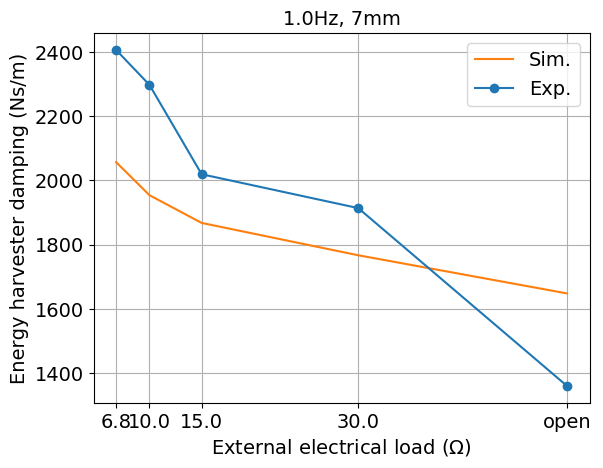 1.0Hz, 7mm
Sim.
Exp.
Energy harvester damping (Ns/m)
2400
2200
2000
1800
1600
1400
6.8 10.0 15.0 30.0 open
External electrical load (Ω)